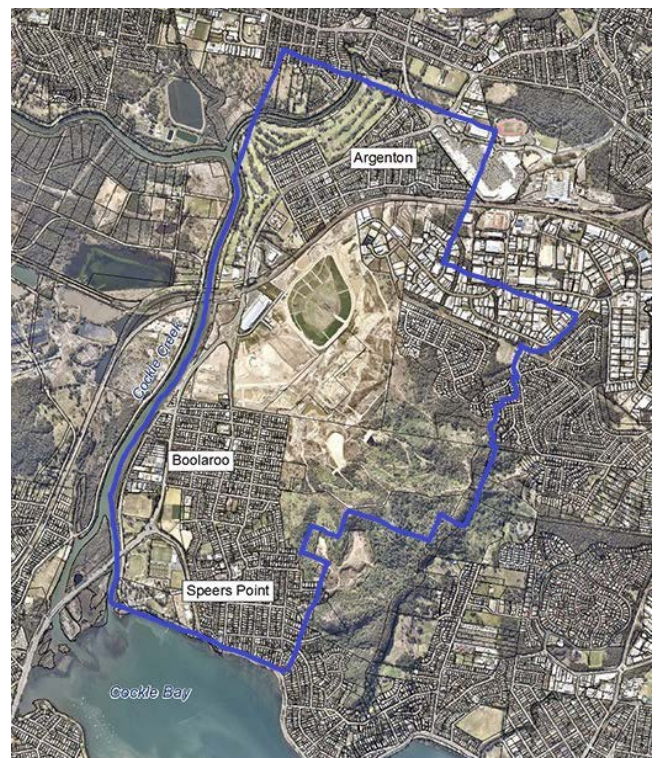 Argenton
Cockle Creek
Boolaroo
Speers Point
Cockle Bay